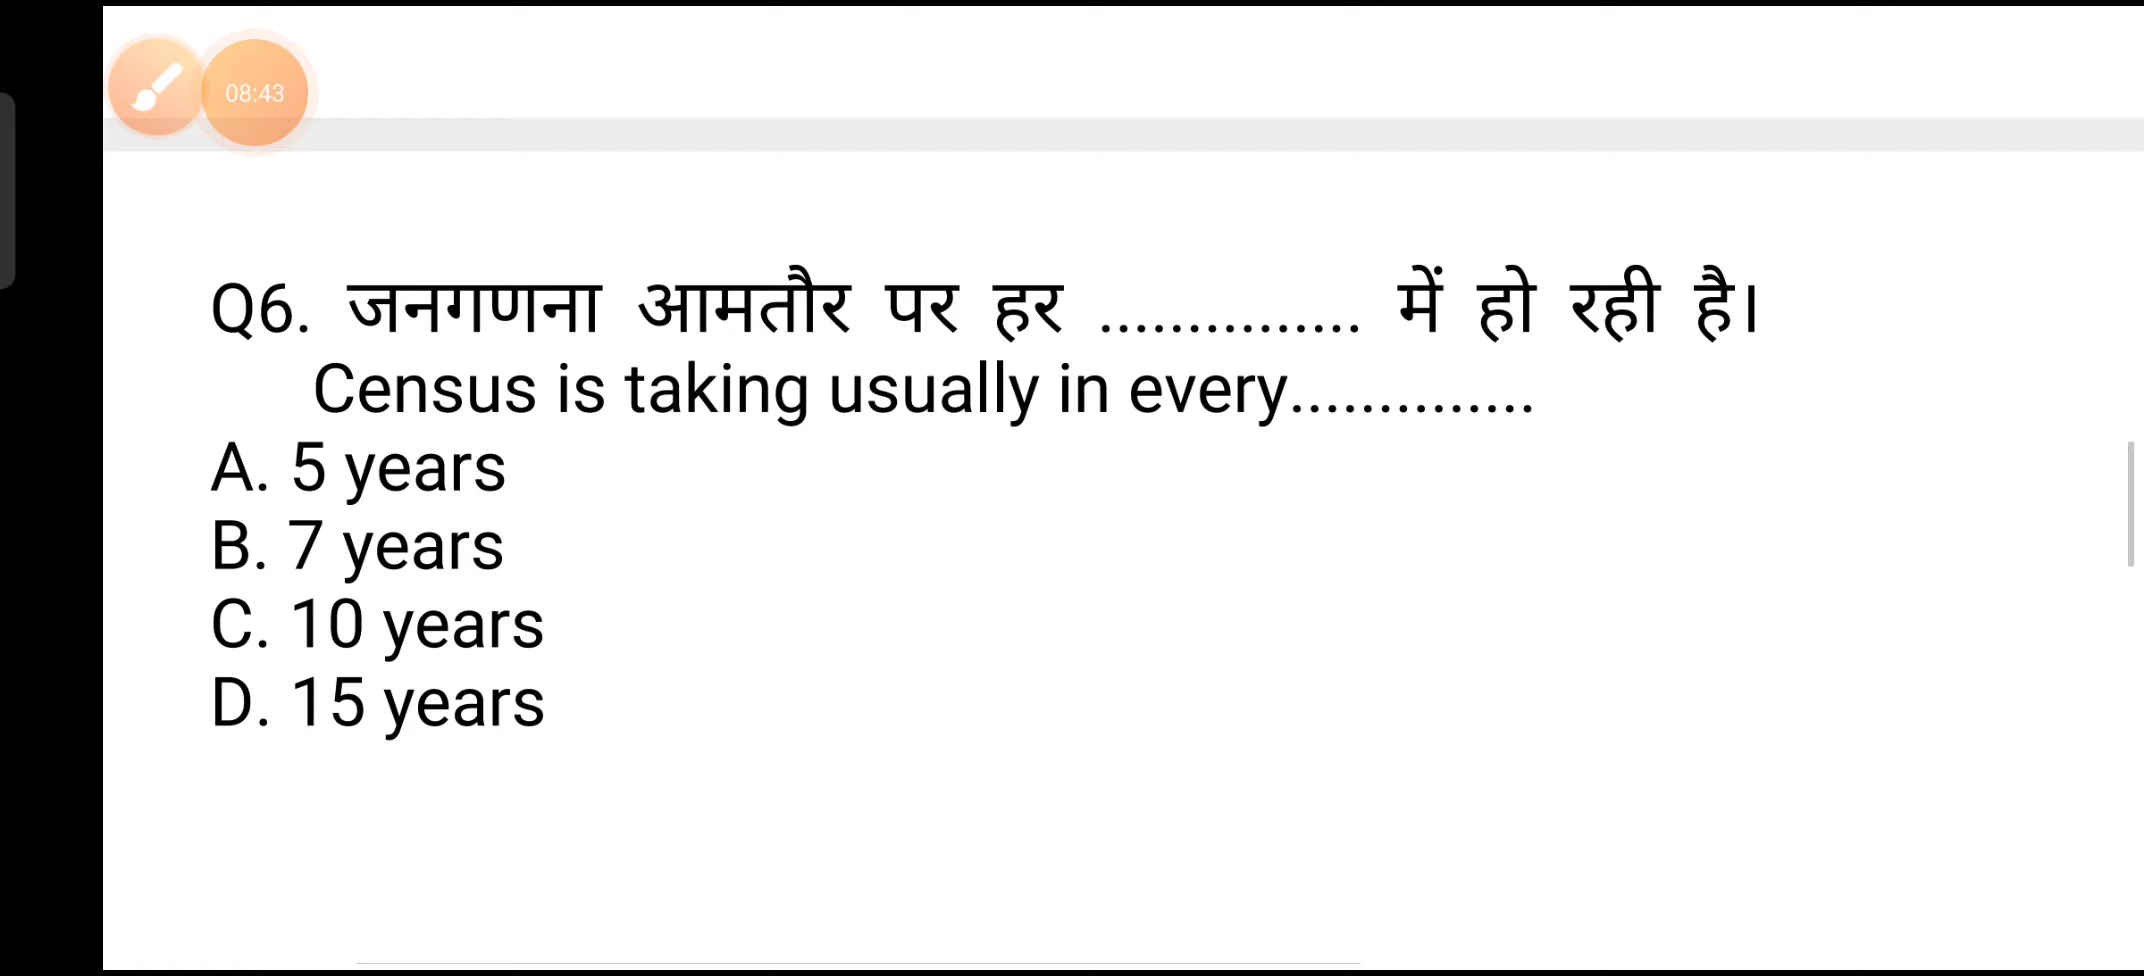 08:43
Q6. जनगणना आमतौर पर हर ............... में हो रही है।
Census is taking usually in every..............
A. 5 years
B. 7 years
C. 10 years
D. 15 years